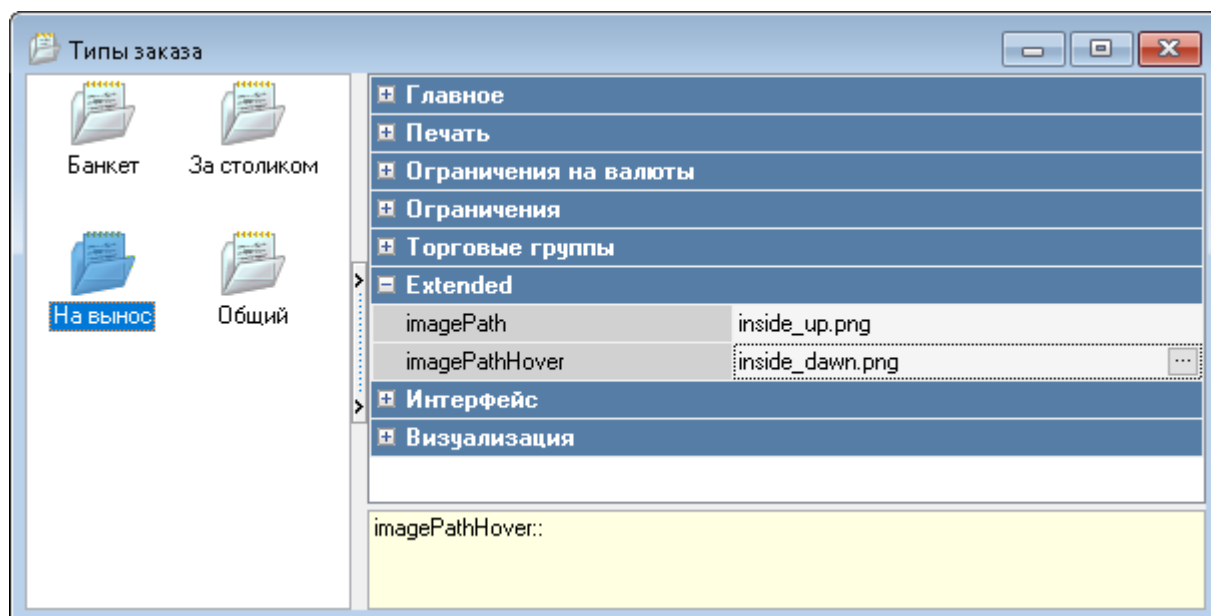 Типы заказа
Банкет
За столиком
На вынос
Общий
Главное
Печать
Ограничения на валюты
Ограничения
Торговые группы
Extended
imagePath inside_up.png
imagePathHover inside_dawn.png ...
Интерфейс
Визуализация
imagePathHover::